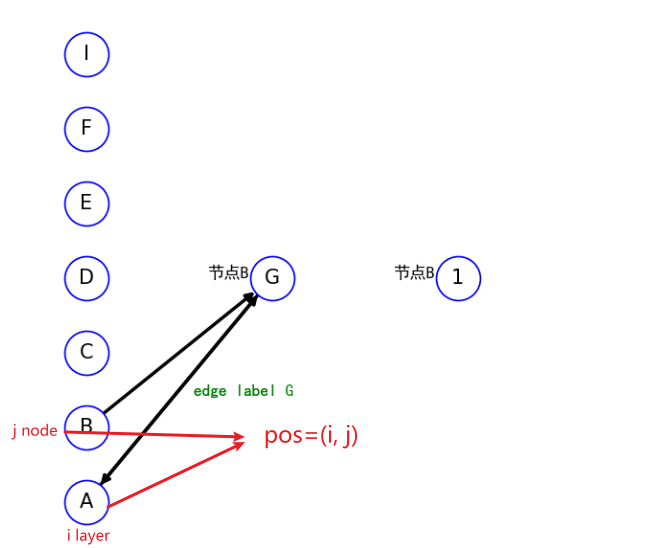 I
F
E
D
节点B
G
节点B
1
C
edge label G
j node
B
pos=(i, j)
A
i layer